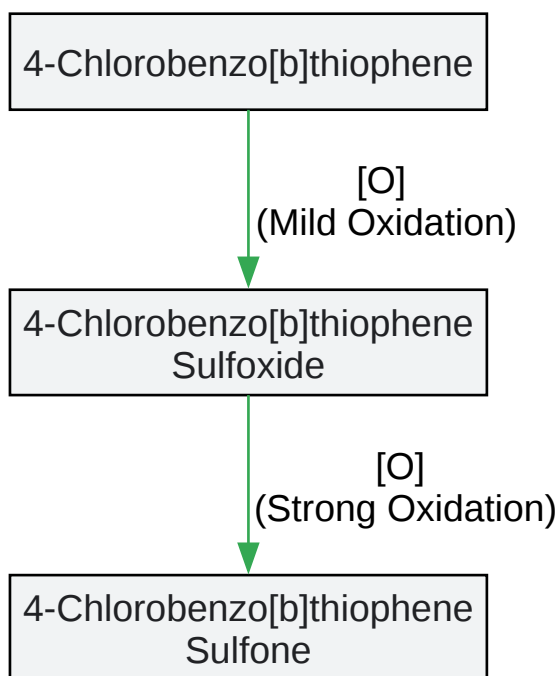 4-Chlorobenzo[b]thiophene
[O]
(Mild Oxidation)
4-Chlorobenzo[b]thiophene
Sulfoxide
[O]
(Strong Oxidation)
4-Chlorobenzo[b]thiophene
Sulfone